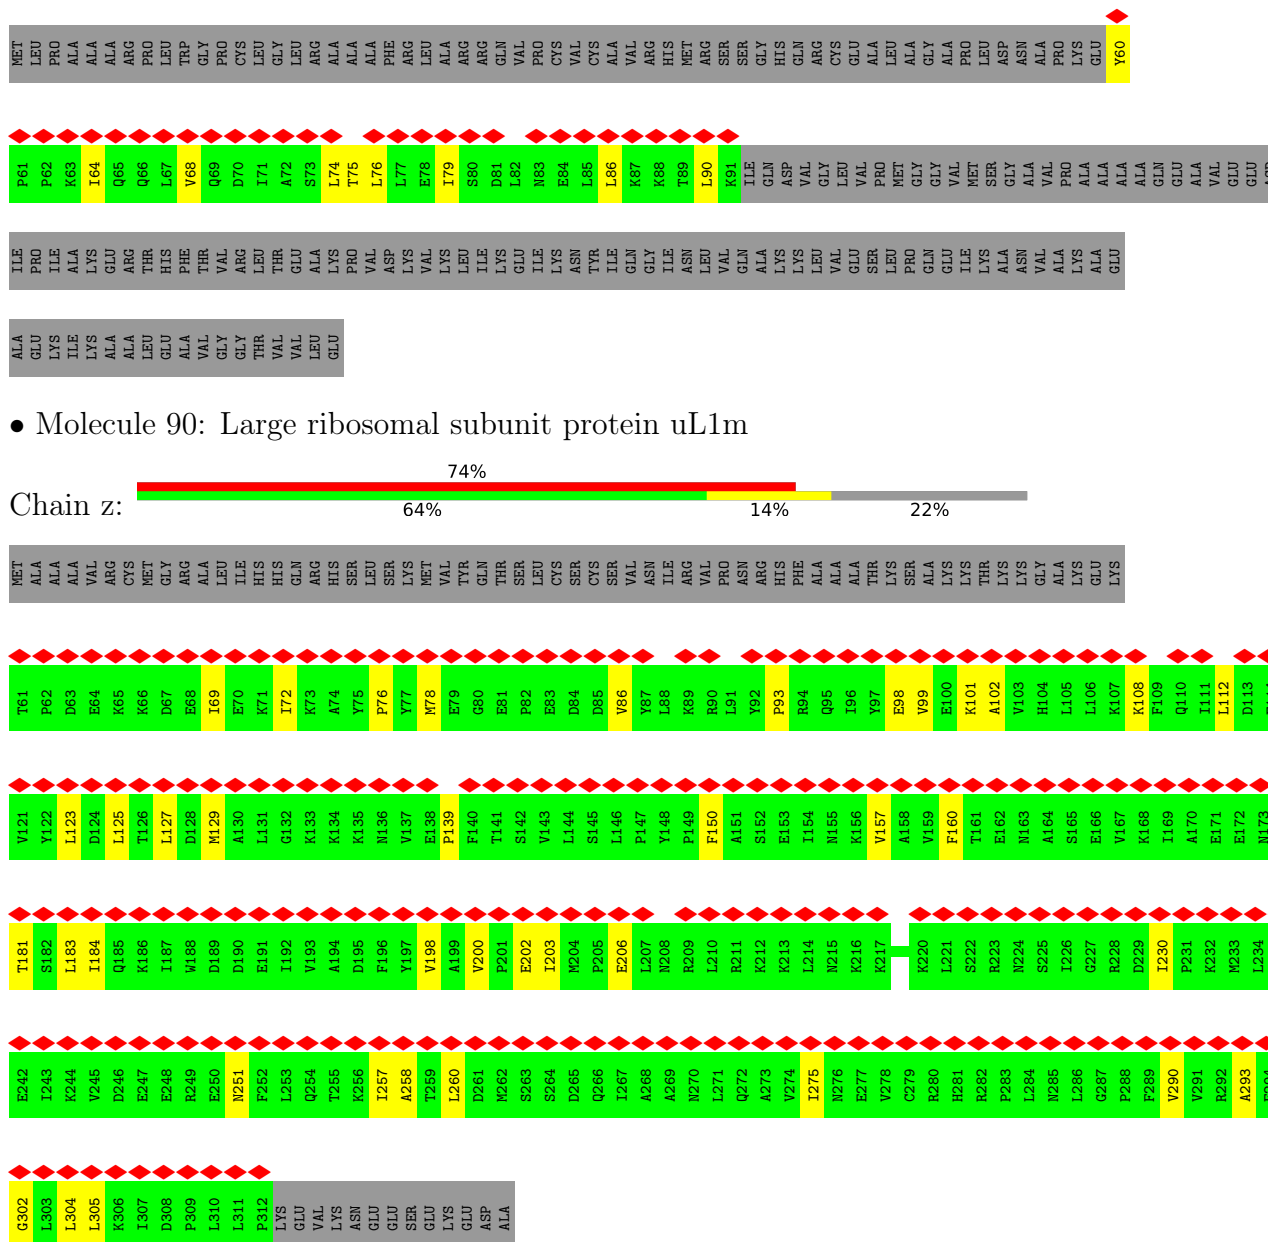 MET LEU PRO ALA ALA ALA ALA ARG PRO LEU TRP GLY PRO CYS LEU GLY LEU ARG ALA ALA ALA PHE ARG LEU ALA ARG ARG GLN VAL PRO CYS VAL CYS ALA VAL ARG HIS MET ARG SER SER GLY HIS GLN ARG CYS GLU ALA LEU ALA GLY ALA PRO LEU ASP ASN ALA PRO LYS GLU Y60
P61 P62 K63 I64 Q65 Q66 L67 V68 Q69 D70 I71 A72 S73 L74 T75 L76 L77 E78 I79 S80 D81 L82 N83 E84 L85 L86 K87 K88 T89 L90 K91 ILE GLN ASP VAL GLY LEU VAL PRO MET GLY GLY VAL MET SER GLY ALA VAL PRO ALA ALA ALA ALA GLN GLU ALA VAL GLU GLU
ILE PRO ILE ALA LYS GLU ARG THR HIS PHE THR VAL ARG LEU THR GLU ALA LYS PRO VAL ASP LYS VAL LYS LEU ILE LYS GLU ILE LYS ASN TYR ILE GLN GLY ILE ASN LEU VAL GLN ALA LYS LYS LEU VAL GLU SER LEU PRO GLN GLU ILE LYS ALA ASN VAL ALA LYS ALA GLU
ALA GLU LYS ILE LYS ALA ALA LEU GLU ALA VAL GLY GLY THR VAL VAL LEU GLU
• Molecule 90: Large ribosomal subunit protein uL1m
74%
Chain z:
64% 14% 22%
MET ALA ALA ALA VAL ARG CYS MET GLY ARG ALA LEU ILE HIS HIS GLN ARG HIS SER LEU SER LYS MET VAL TYR GLN THR SER LEU CYS SER CYS SER VAL ASN ILE ARG VAL PRO ASN ARG HIS PHE ALA ALA ALA THR LYS SER ALA LYS LYS THR LYS LYS GLY ALA LYS GLU LYS
T61 P62 D63 E64 K65 K66 D67 E68 I69 E70 K71 I72 K73 A74 Y75 P76 Y77 M78 E79 G80 E81 P82 E83 D84 D85 V86 Y87 L88 K89 R90 L91 Y92 P93 R94 Q95 I96 Y97 E98 V99 E100 K101 A102 V103 H104 L105 L106 K107 K108 F109 Q110 I111 L112 D113
V121 Y122 L123 D124 L125 T126 L127 D128 M129 A130 L131 G132 K133 K134 K135 N136 V137 E138 P139 F140 T141 S142 V143 L144 S145 L146 P147 Y148 P149 F150 A151 S152 E153 I154 N155 K156 V157 A158 V159 F160 T161 E162 N163 A164 S165 E166 V167 K168 I169 A170 E171 E172 N173
T181 S182 L183 I184 Q185 K186 I187 W188 D189 D190 E191 I192 V193 A194 D195 F196 Y197 V198 A199 V200 P201 E202 I203 M204 P205 E206 L207 N208 R209 L210 R211 K212 K213 L214 N215 K216 K217 K220 L221 S222 R223 N224 S225 I226 G227 R228 D229 I230 P231 K232 M233 L234
E242 I243 K244 V245 D246 E247 E248 R249 E250 N251 F252 L253 Q254 T255 K256 I257 A258 T259 L260 D261 M262 S263 S264 D265 Q266 I267 A268 A269 N270 L271 Q272 A273 V274 I275 N276 E277 V278 C279 R280 H281 R282 P283 L284 N285 L286 G287 P288 F289 V290 V291 R292 A293
G302 L303 L304 L305 K306 I307 D308 P309 L310 L311 P312 LYS GLU VAL LYS ASN GLU GLU SER GLU LYS GLU ASP ALA